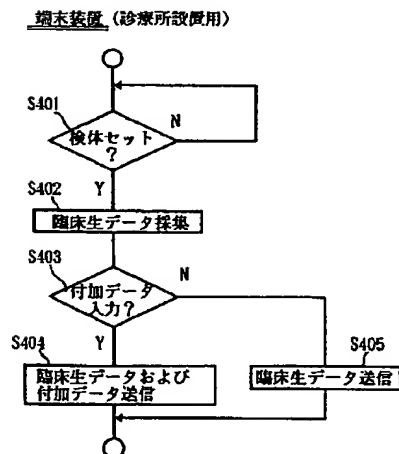 端末装置 (診療所設置用)
S401
検体セット
?
N
Y
S402
臨床生データ採集
S403
付加データ
入力?
N
Y
S404
臨床生データおよび
付加データ送信
S405
臨床生データ送信